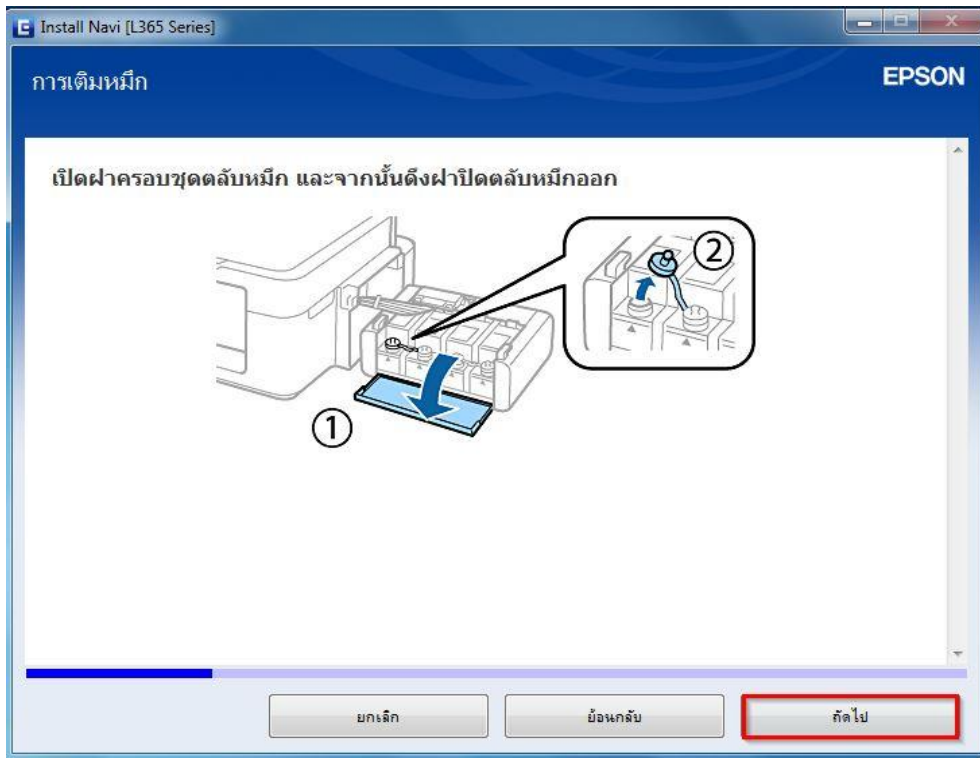 Install Navi [L365 Series]
การเติมหมึก
EPSON
เปิดฝาครอบชุดตลับหมึก และจากนั้นดึงฝาปิดตลับหมึกออก
②
①
ยกเลิก
ย้อนกลับ
ถัดไป